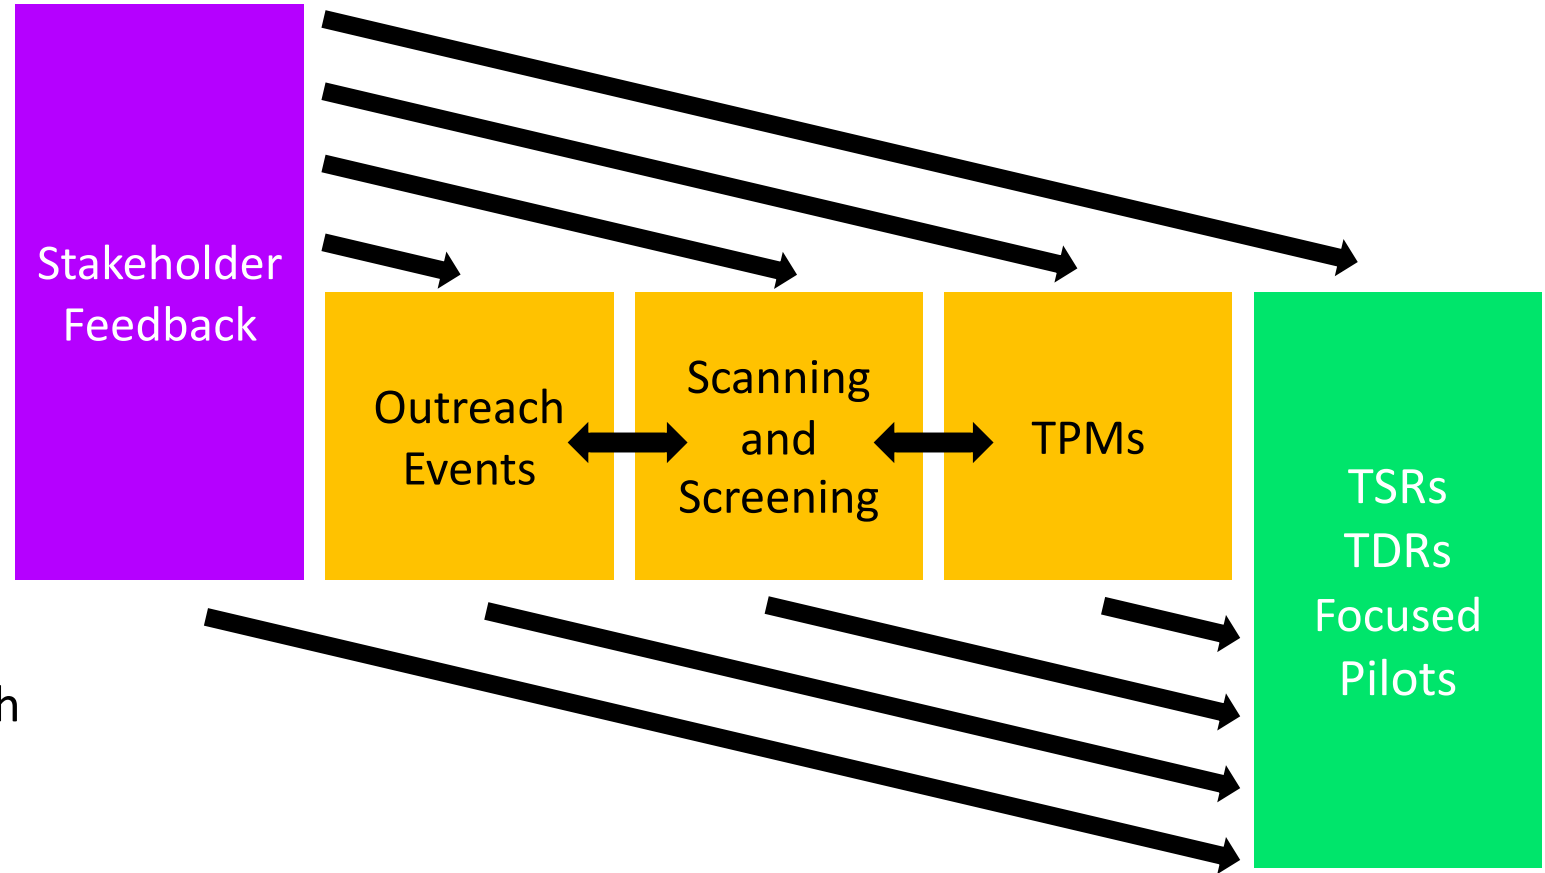 Stakeholder
Feedback
Outreach
Events
Scanning
and
Screening
TPMs
TSRs
TDRs
Focused
Pilots
h